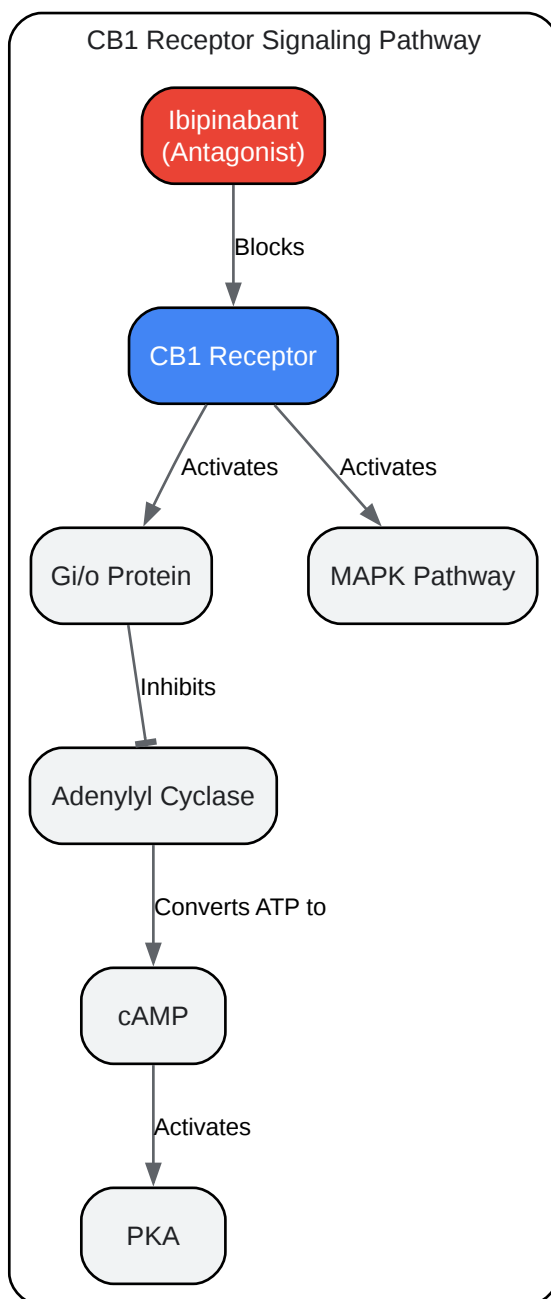 CB1 Receptor Signaling Pathway
Ibipinabant
(Antagonist)
Blocks
CB1 Receptor
Activates
Activates
Gi/o Protein
MAPK Pathway
Inhibits
Adenylyl Cyclase
Converts ATP to
cAMP
Activates
PKA